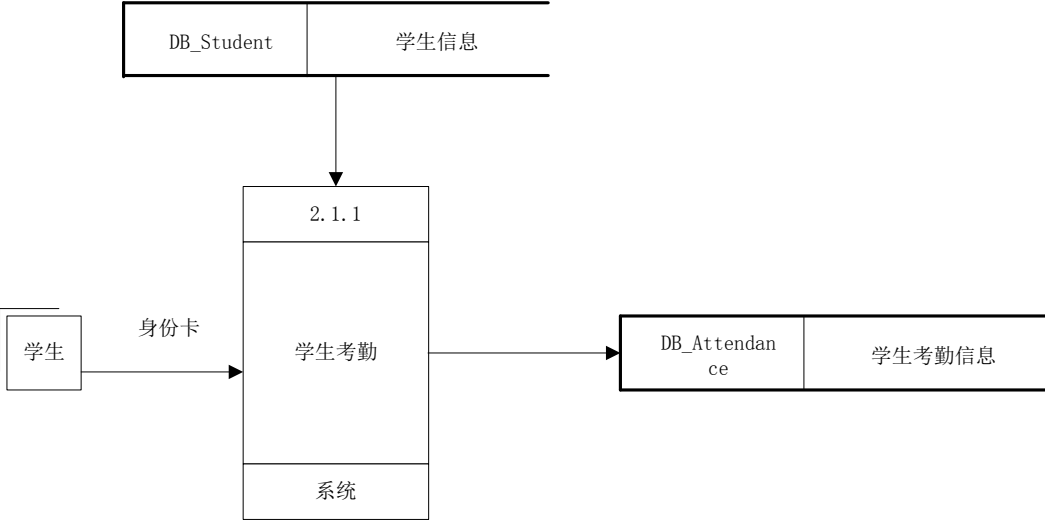 DB_Student
学生信息
2.1.1
身份卡
学生
学生考勤
DB_Attendan
ce
学生考勤信息
系统